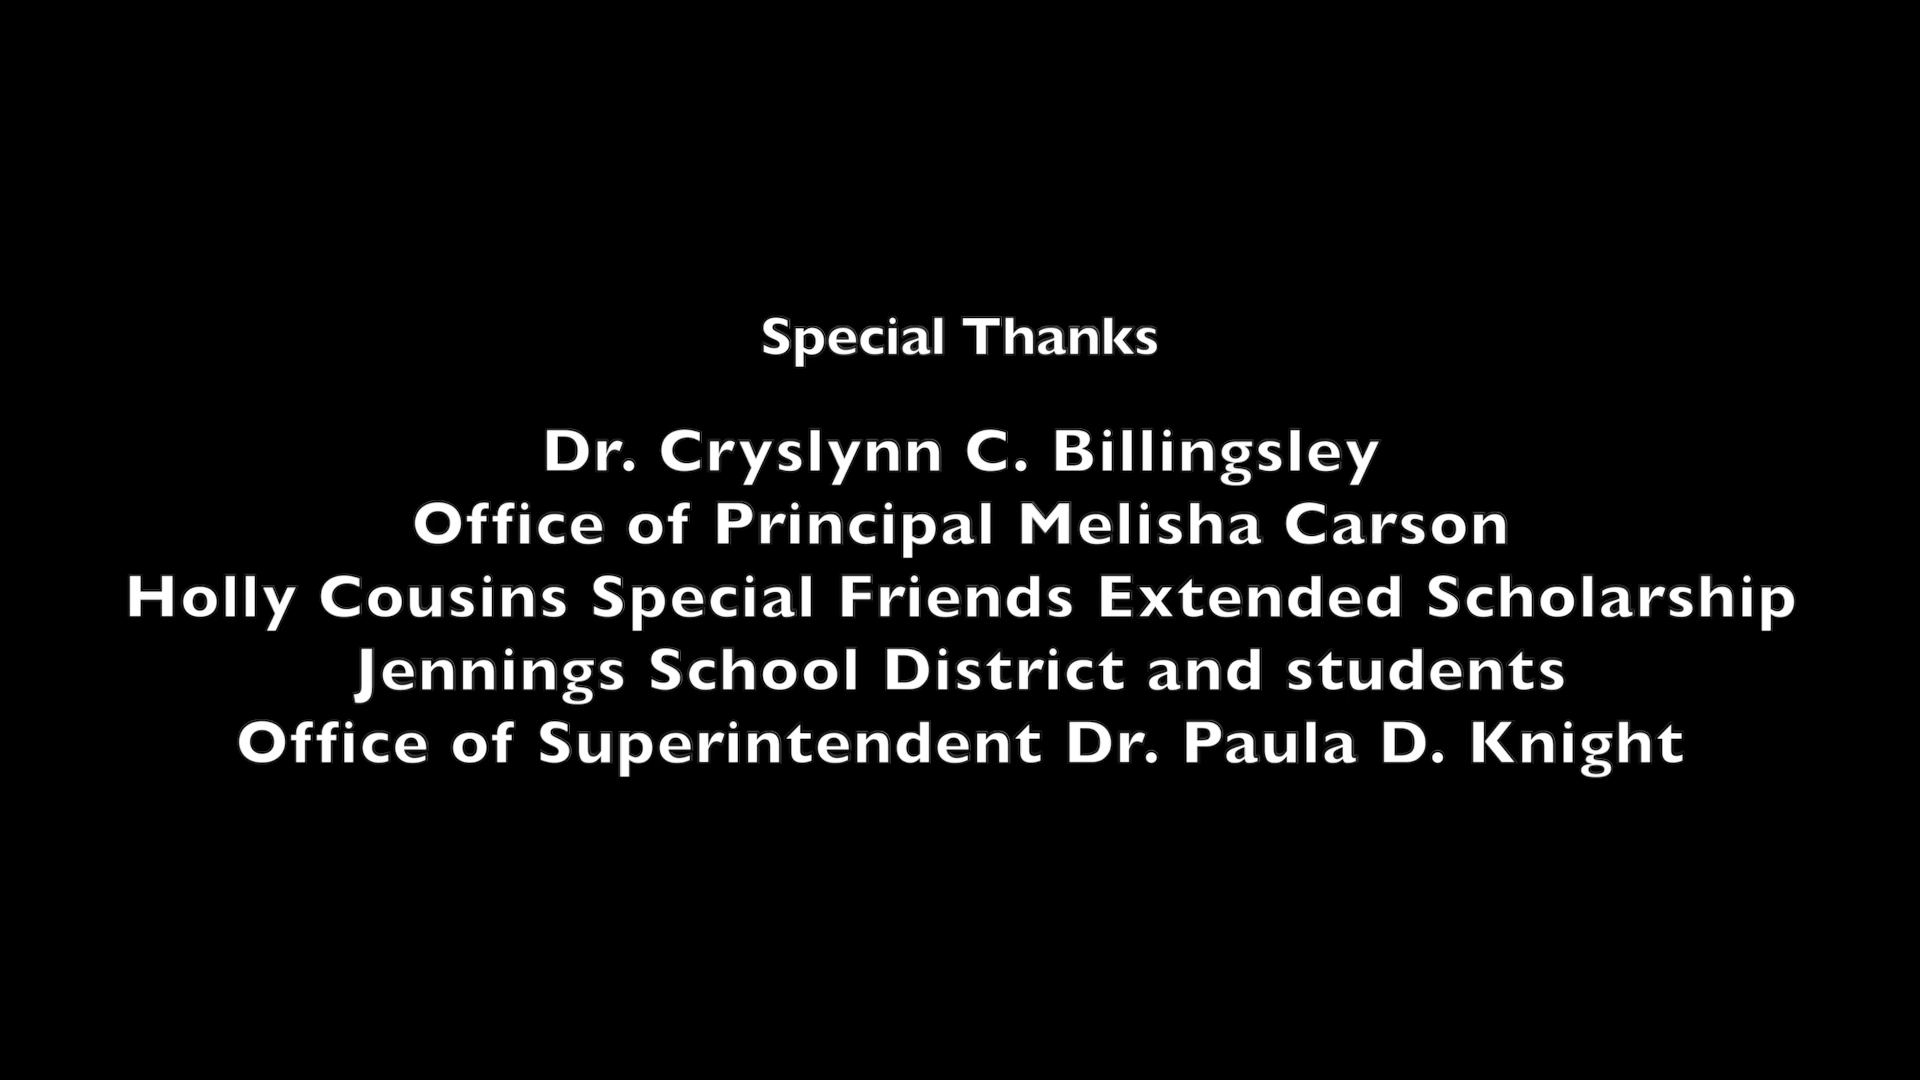 Special Thanks
Dr. Cryslynn C. Billingsley
Office of Principal Melisha Carson
Holly Cousins Special Friends Extended Scholarship
Jennings School District and students
Office of Superintendent Dr. Paula D. Knight